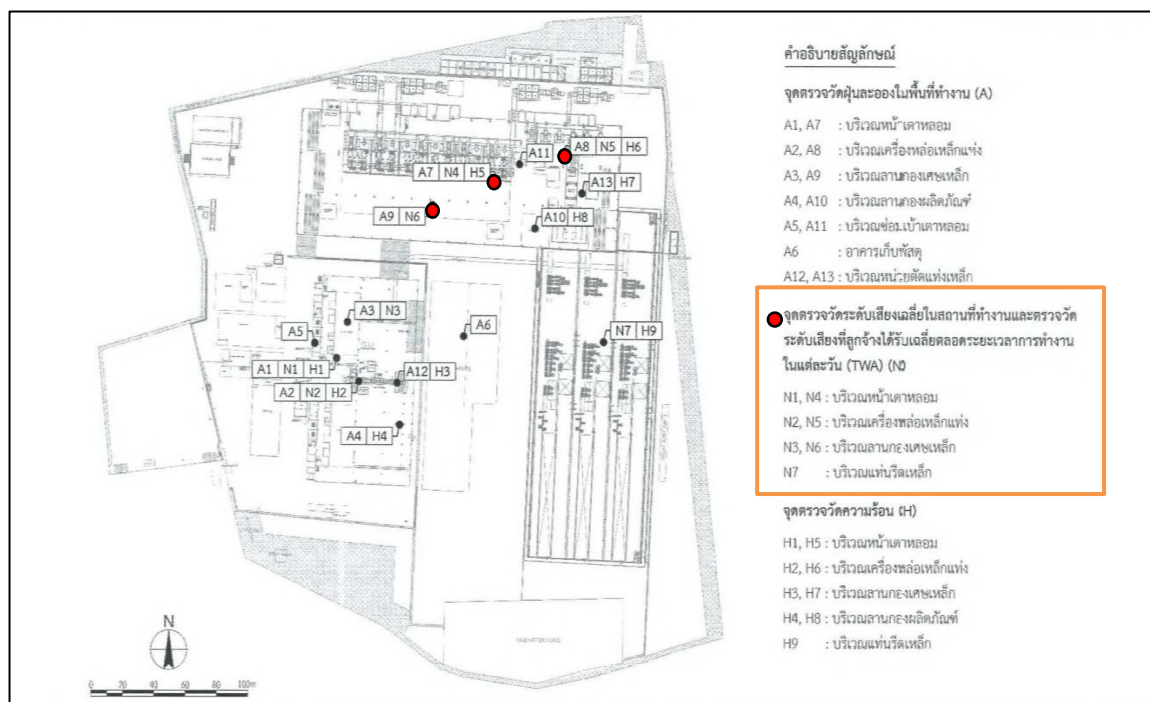 A8 N5 H6
A11
A7 N4 H5
A13 H7
A9 N6
A10 H8
A3 N3
A5
A6
N7 H9
A1 N1 H1
A12 H3
A2 N2 H2
A4 H4
N
0 20 40 60 80 100m
คำอธิบายสัญลักษณ์
จุดตรวจวัดฝุ่นละอองในพื้นที่ทำงาน (A)
A1, A7 : บริเวณหน้าเตาหลอม
A2, A8 : บริเวณเครื่องหล่อเหล็กแท่ง
A3, A9 : บริเวณลานกองเศษเหล็ก
A4, A10 : บริเวณลานกองผลิตภัณฑ์
A5, A11 : บริเวณซ่อมเบ้าเตาหลอม
A6 : อาคารเก็บพัสดุ
A12, A13 : บริเวณหน่วยตัดแท่งเหล็ก
จุดตรวจวัดระดับเสียงเฉลี่ยในสถานที่ทำงานและตรวจวัด
ระดับเสียงที่ลูกจ้างได้รับเฉลี่ยตลอดระยะเวลาการทำงาน
ในแต่ละวัน (TWA) (N)
N1, N4 : บริเวณหน้าเตาหลอม
N2, N5 : บริเวณเครื่องหล่อเหล็กแท่ง
N3, N6 : บริเวณลานกองเศษเหล็ก
N7 : บริเวณแท่นรีดเหล็ก
จุดตรวจวัดความร้อน (H)
H1, H5 : บริเวณหน้าเตาหลอม
H2, H6 : บริเวณเครื่องหล่อเหล็กแท่ง
H3, H7 : บริเวณลานกองเศษเหล็ก
H4, H8 : บริเวณลานกองผลิตภัณฑ์
H9 : บริเวณแท่นรีดเหล็ก